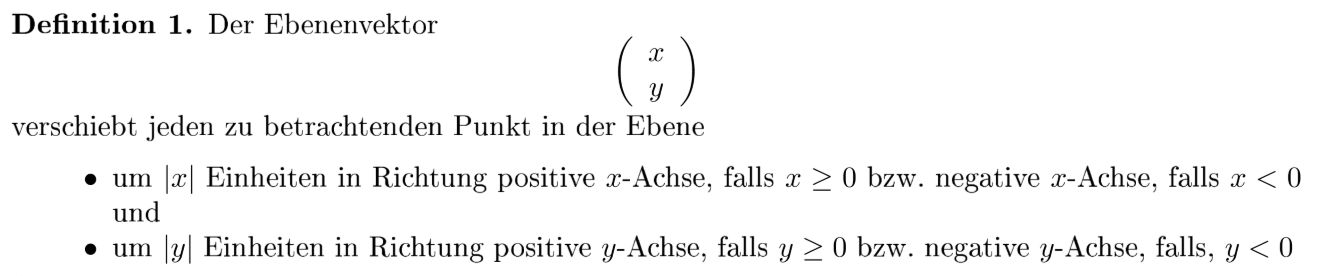 Definition 1. Der Ebenenvektor
( x
y )
verschiebt jeden zu betrachtenden Punkt in der Ebene
• um |x| Einheiten in Richtung positive x-Achse, falls x ≥ 0 bzw. negative x-Achse, falls x < 0
und
• um |y| Einheiten in Richtung positive y-Achse, falls y ≥ 0 bzw. negative y-Achse, falls, y < 0